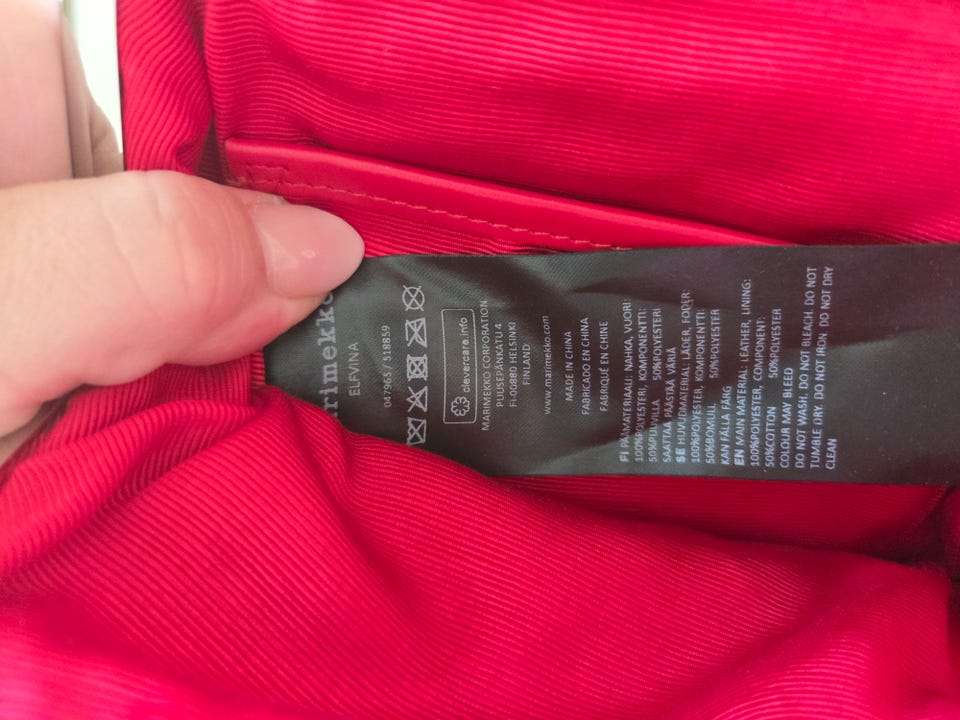 arimekko
ELFVINA
047965 / 518859
clevercare.info
MARIMEKKO CORPORATION
PUUSEPÄNKATU 4
FI-00880 HELSINKI
FINLAND
www.marimekko.com
MADE IN CHINA
FABRICADO EN CHINA
FABRIQUÉ EN CHINE
FI PÄÄMATERIAALI: NAHKA, VUORI:
100%POLYESTER, KOMPONENTTI:
50%PUUVILLA 50%POLYESTERI
SAATTAA PÄÄSTÄÄ VÄRIÄ
SE HUVUDMATERIAL LÄDER, FODER:
100%POLYESTER, KOMPONENTTI:
50%BOMULL 50%POLYESTER
KAN FÄLLA FÄRG
EN MAIN MATERIAL: LEATHER, LINING:
100%POLYESTER, COMPONENT:
50%COTTON 50%POLYESTER
COLOUR MAY BLEED
DO NOT WASH. DO NOT BLEACH. DO NOT
TUMBLE DRY. DO NOT IRON. DO NOT DRY
CLEAN